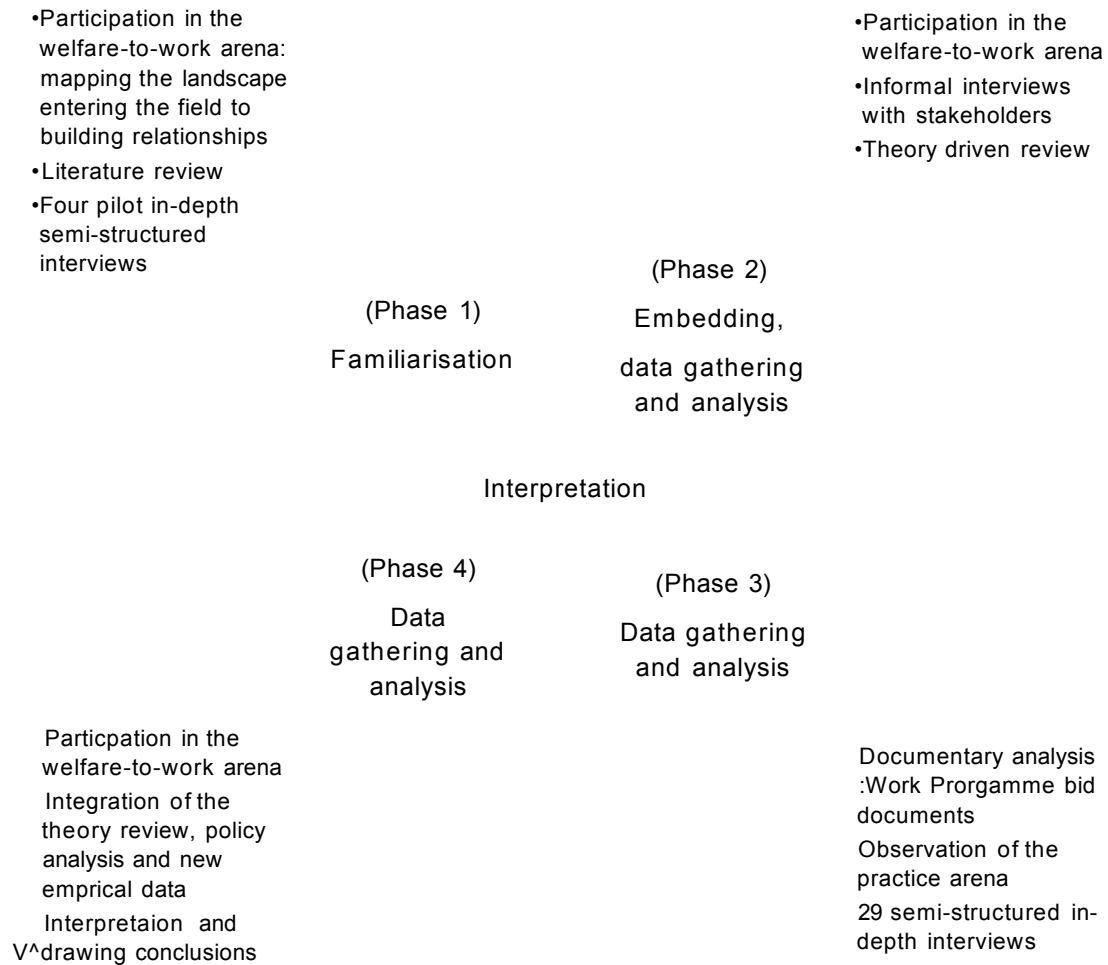 •Participation in the
welfare-to-work arena:
mapping the landscape
entering the field to
building relationships
•Literature review
•Four pilot in-depth
semi-structured
interviews
•Participation in the
welfare-to-work arena
•Informal interviews
with stakeholders
•Theory driven review
(Phase 1)
Familiarisation
(Phase 2)
Embedding,
data gathering
and analysis
Interpretation
(Phase 4)
Data
gathering and
analysis
(Phase 3)
Data gathering
and analysis
Particpation in the
welfare-to-work arena
Integration of the
theory review, policy
analysis and new
emprical data
Interpretaion and
V^drawing conclusions
Documentary analysis
:Work Prorgamme bid
documents
Observation of the
practice arena
29 semi-structured in-
depth interviews